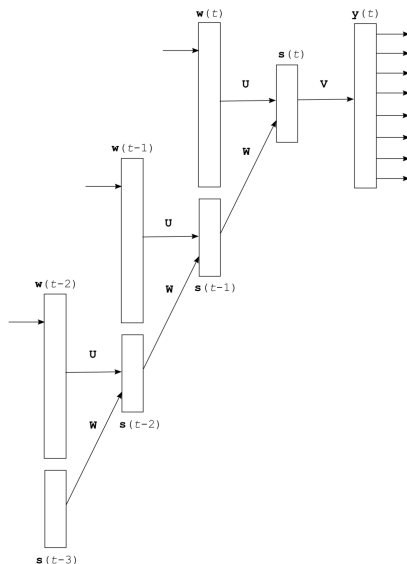 w(t)
y(t)
s(t)
U
V
W
w(t-1)
U
s(t-1)
W
w(t-2)
U
s(t-2)
W
s(t-3)